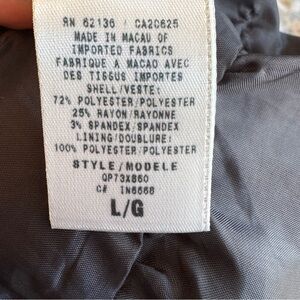 RN 62136 / CA20625
MADE IN MACAU OF
IMPORTED FABRICS
FABRIQUE A MACAO AVEC
DES TISSUS IMPORTES
SHELL/VESTE:
72% POLYESTER/POLYESTER
25% RAYON/RAYONNE
3% SPANDEX/SPANDEX
LINING/DOUBLURE:
100% POLYESTER/POLYESTER
STYLE/MODELE
QP73X860
C# IN6668
L/G